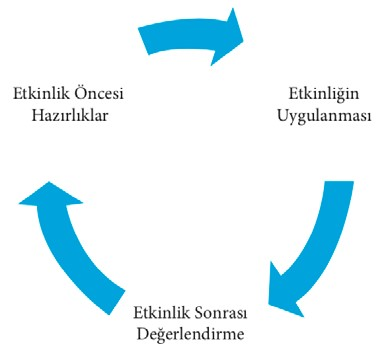 Etkinlik Öncesi
Hazırlıklar
Etkinliğin
Uygulanması
Etkinlik Sonrası
Değerlendirme